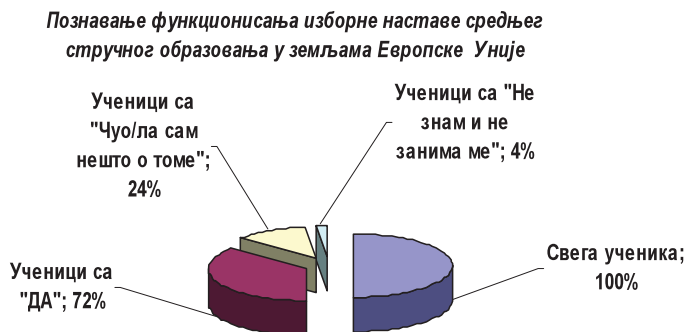 Познавање функционисања изборне наставе средњег
стручног образовања у земљама Европске Уније
Ученици са
"Чуо/ла сам
нешто о томе";
24%
Ученици са "Не
знам и не
занима ме"; 4%
Свега ученика;
100%
Ученици са
"ДА"; 72%